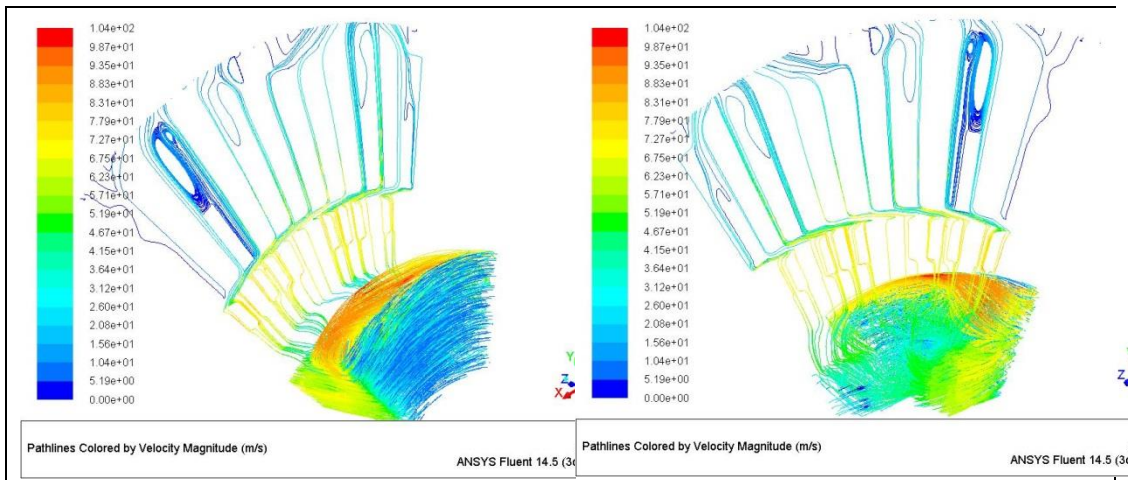 1.04e+02
9.87e+01
9.35e+01
8.83e+01
8.31e+01
7.79e+01
7.27e+01
6.75e+01
6.23e+01
5.71e+01
5.19e+01
4.67e+01
4.15e+01
3.64e+01
3.12e+01
2.60e+01
2.08e+01
1.56e+01
1.04e+01
5.19e+00
0.00e+00
Y
Z
X
Pathlines Colored by Velocity Magnitude (m/s)
ANSYS Fluent 14.5 (3d
1.04e+02
9.87e+01
9.35e+01
8.83e+01
8.31e+01
7.79e+01
7.27e+01
6.75e+01
6.23e+01
5.71e+01
5.19e+01
4.67e+01
4.15e+01
3.64e+01
3.12e+01
2.60e+01
2.08e+01
1.56e+01
1.04e+01
5.19e+00
0.00e+00
Z
Pathlines Colored by Velocity Magnitude (m/s)
ANSYS Fluent 14.5 (3d